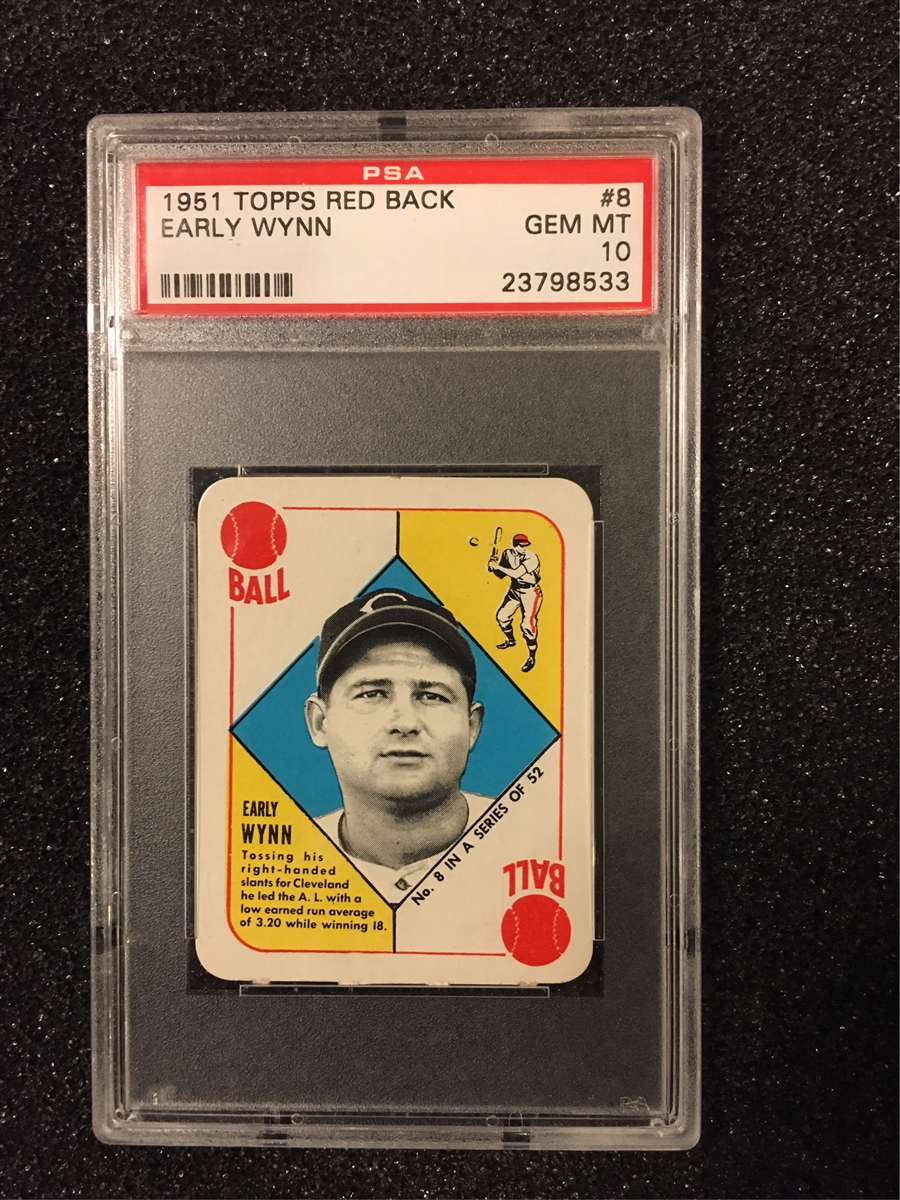 PSA
1951 TOPPS RED BACK #8
EARLY WYNN GEM MT
10
23798533
BALL
EARLY
WYNN
Tossing his
right-handed
slants for Cleveland
he led the A. L. with a
low earned run average
of 3.20 while winning 18.
No. 8 IN A SERIES OF 52
BALL
C